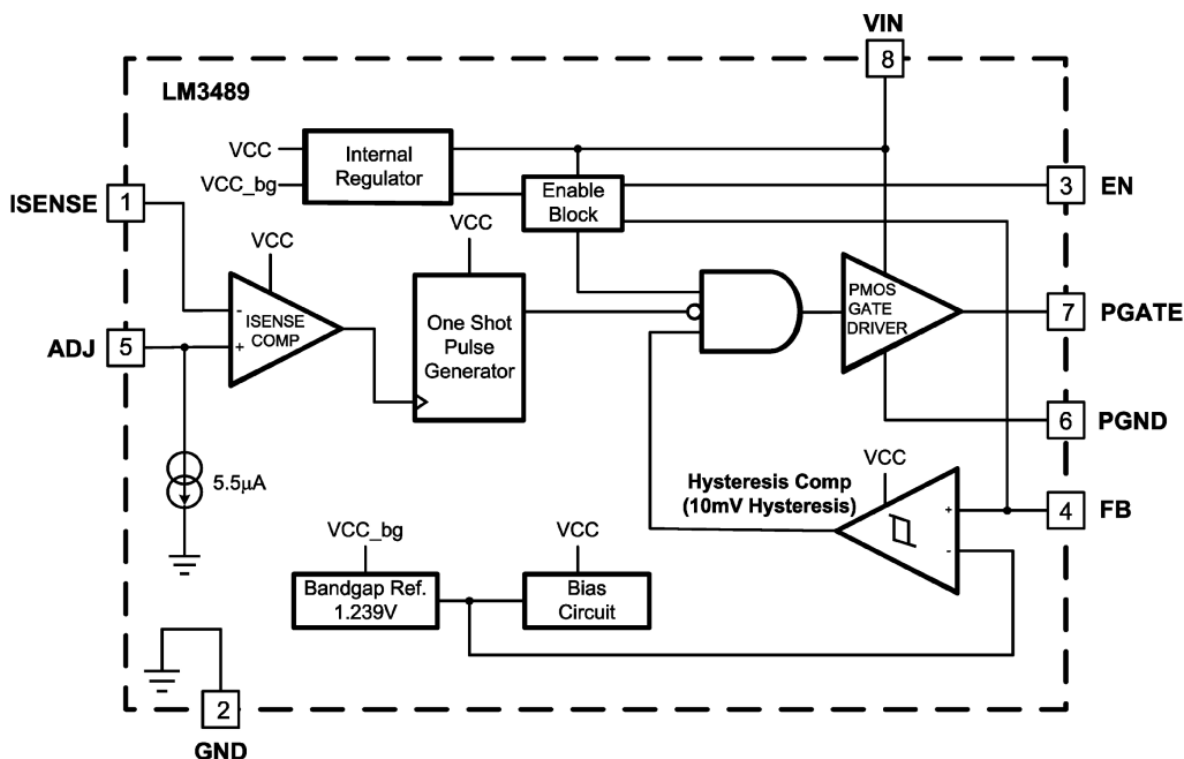 VIN
8
LM3489
VCC
VCC_bg
Internal
Regulator
Enable
Block
3
EN
ISENSE
1
VCC
VCC
-
ISENSE
COMP
+
ADJ
5
One Shot
Pulse
Generator
PMOS
GATE
DRIVER
7
PGATE
6
PGND
5.5μA
Hysteresis Comp
(10mV Hysteresis)
VCC
+
-
4
FB
VCC_bg
VCC
Bandgap Ref.
1.239V
Bias
Circuit
2
GND